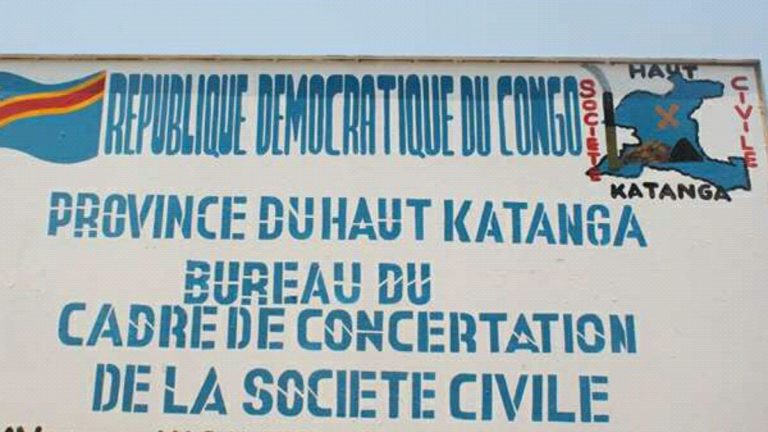 REPUBLIQUE DEMOCRATIQUE DU CONGO
HAUT
SOCIETE
CIVILE
KATANGA
PROVINCE DU HAUT KATANGA
BUREAU DU
CADRE DE CONCERTATION
DE LA SOCIETE CIVILE